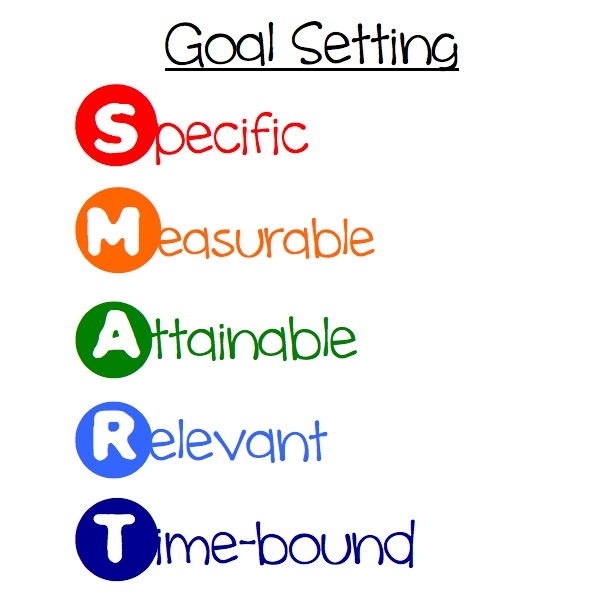 Goal Setting
Specific
Measurable
Attainable
Relevant
Time-bound